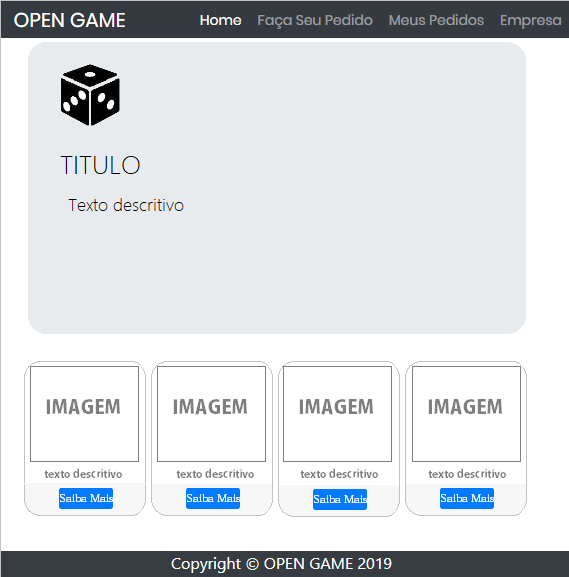 OPEN GAME Home Faça Seu Pedido Meus Pedidos Empresa
TITULO
Texto descritivo
IMAGEM IMAGEM IMAGEM IMAGEM
texto descritivo texto descritivo texto descritivo texto descritivo
Saiba Mais Saiba Mais Saiba Mais Saiba Mais
Copyright © OPEN GAME 2019